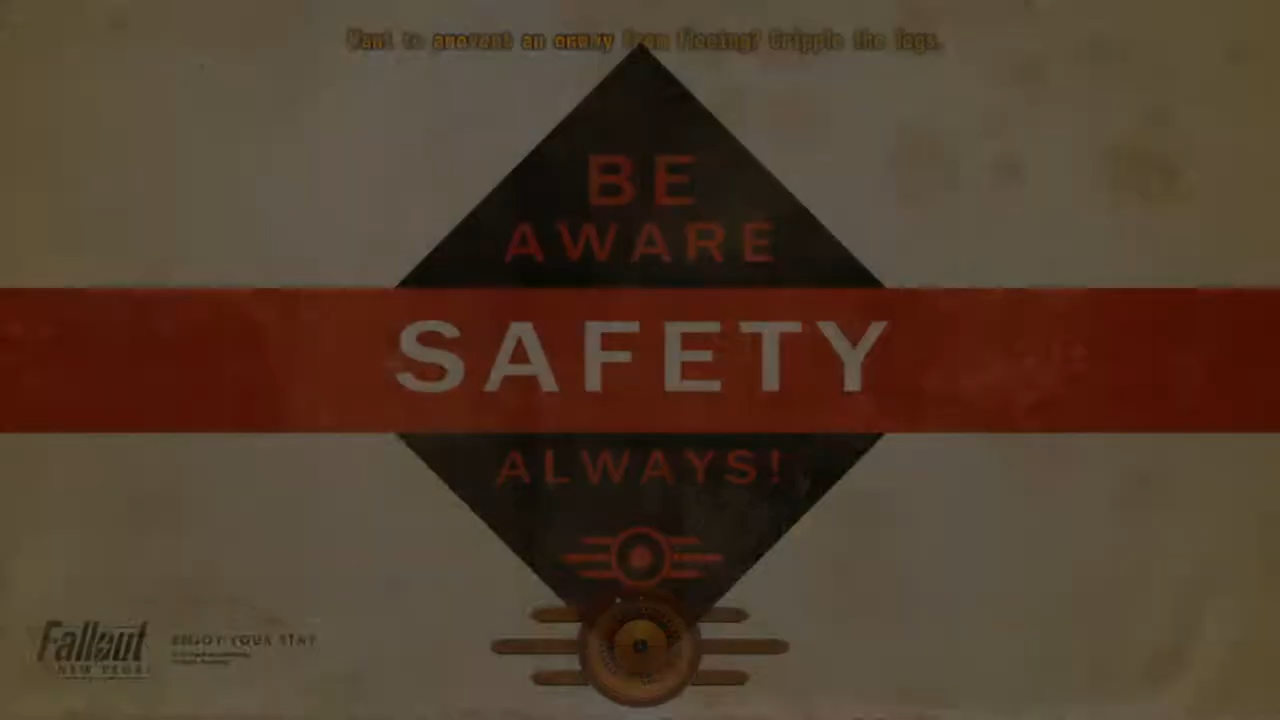 Want to prevent an enemy from fleeing? Cripple the legs.
BE
AWARE
SAFETY
ALWAYS!
Fallout
NEW VEGAS
ENJOY YOUR STAY